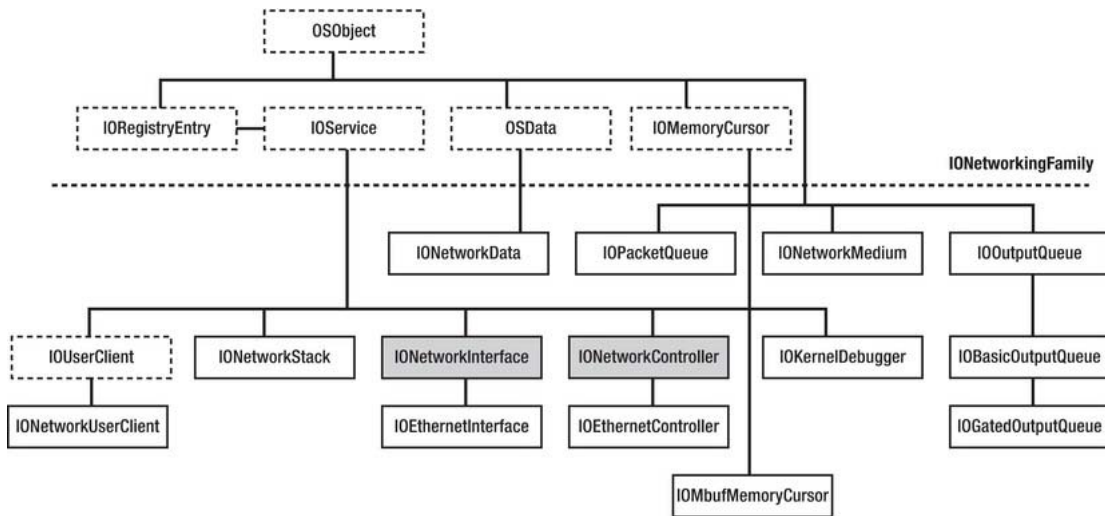 OSObject
IORegistryEntry
IOService
OSData
IOMemoryCursor
IONetworkingFamily
IONetworkData
IOPacketQueue
IONetworkMedium
IOOutputQueue
IOUserClient
IONetworkStack
IONetworkInterface
IONetworkController
IOKernelDebugger
IOBasicOutputQueue
IONetworkUserClient
IOEthernetInterface
IOEthernetController
IOGatedOutputQueue
IOMbufMemoryCursor